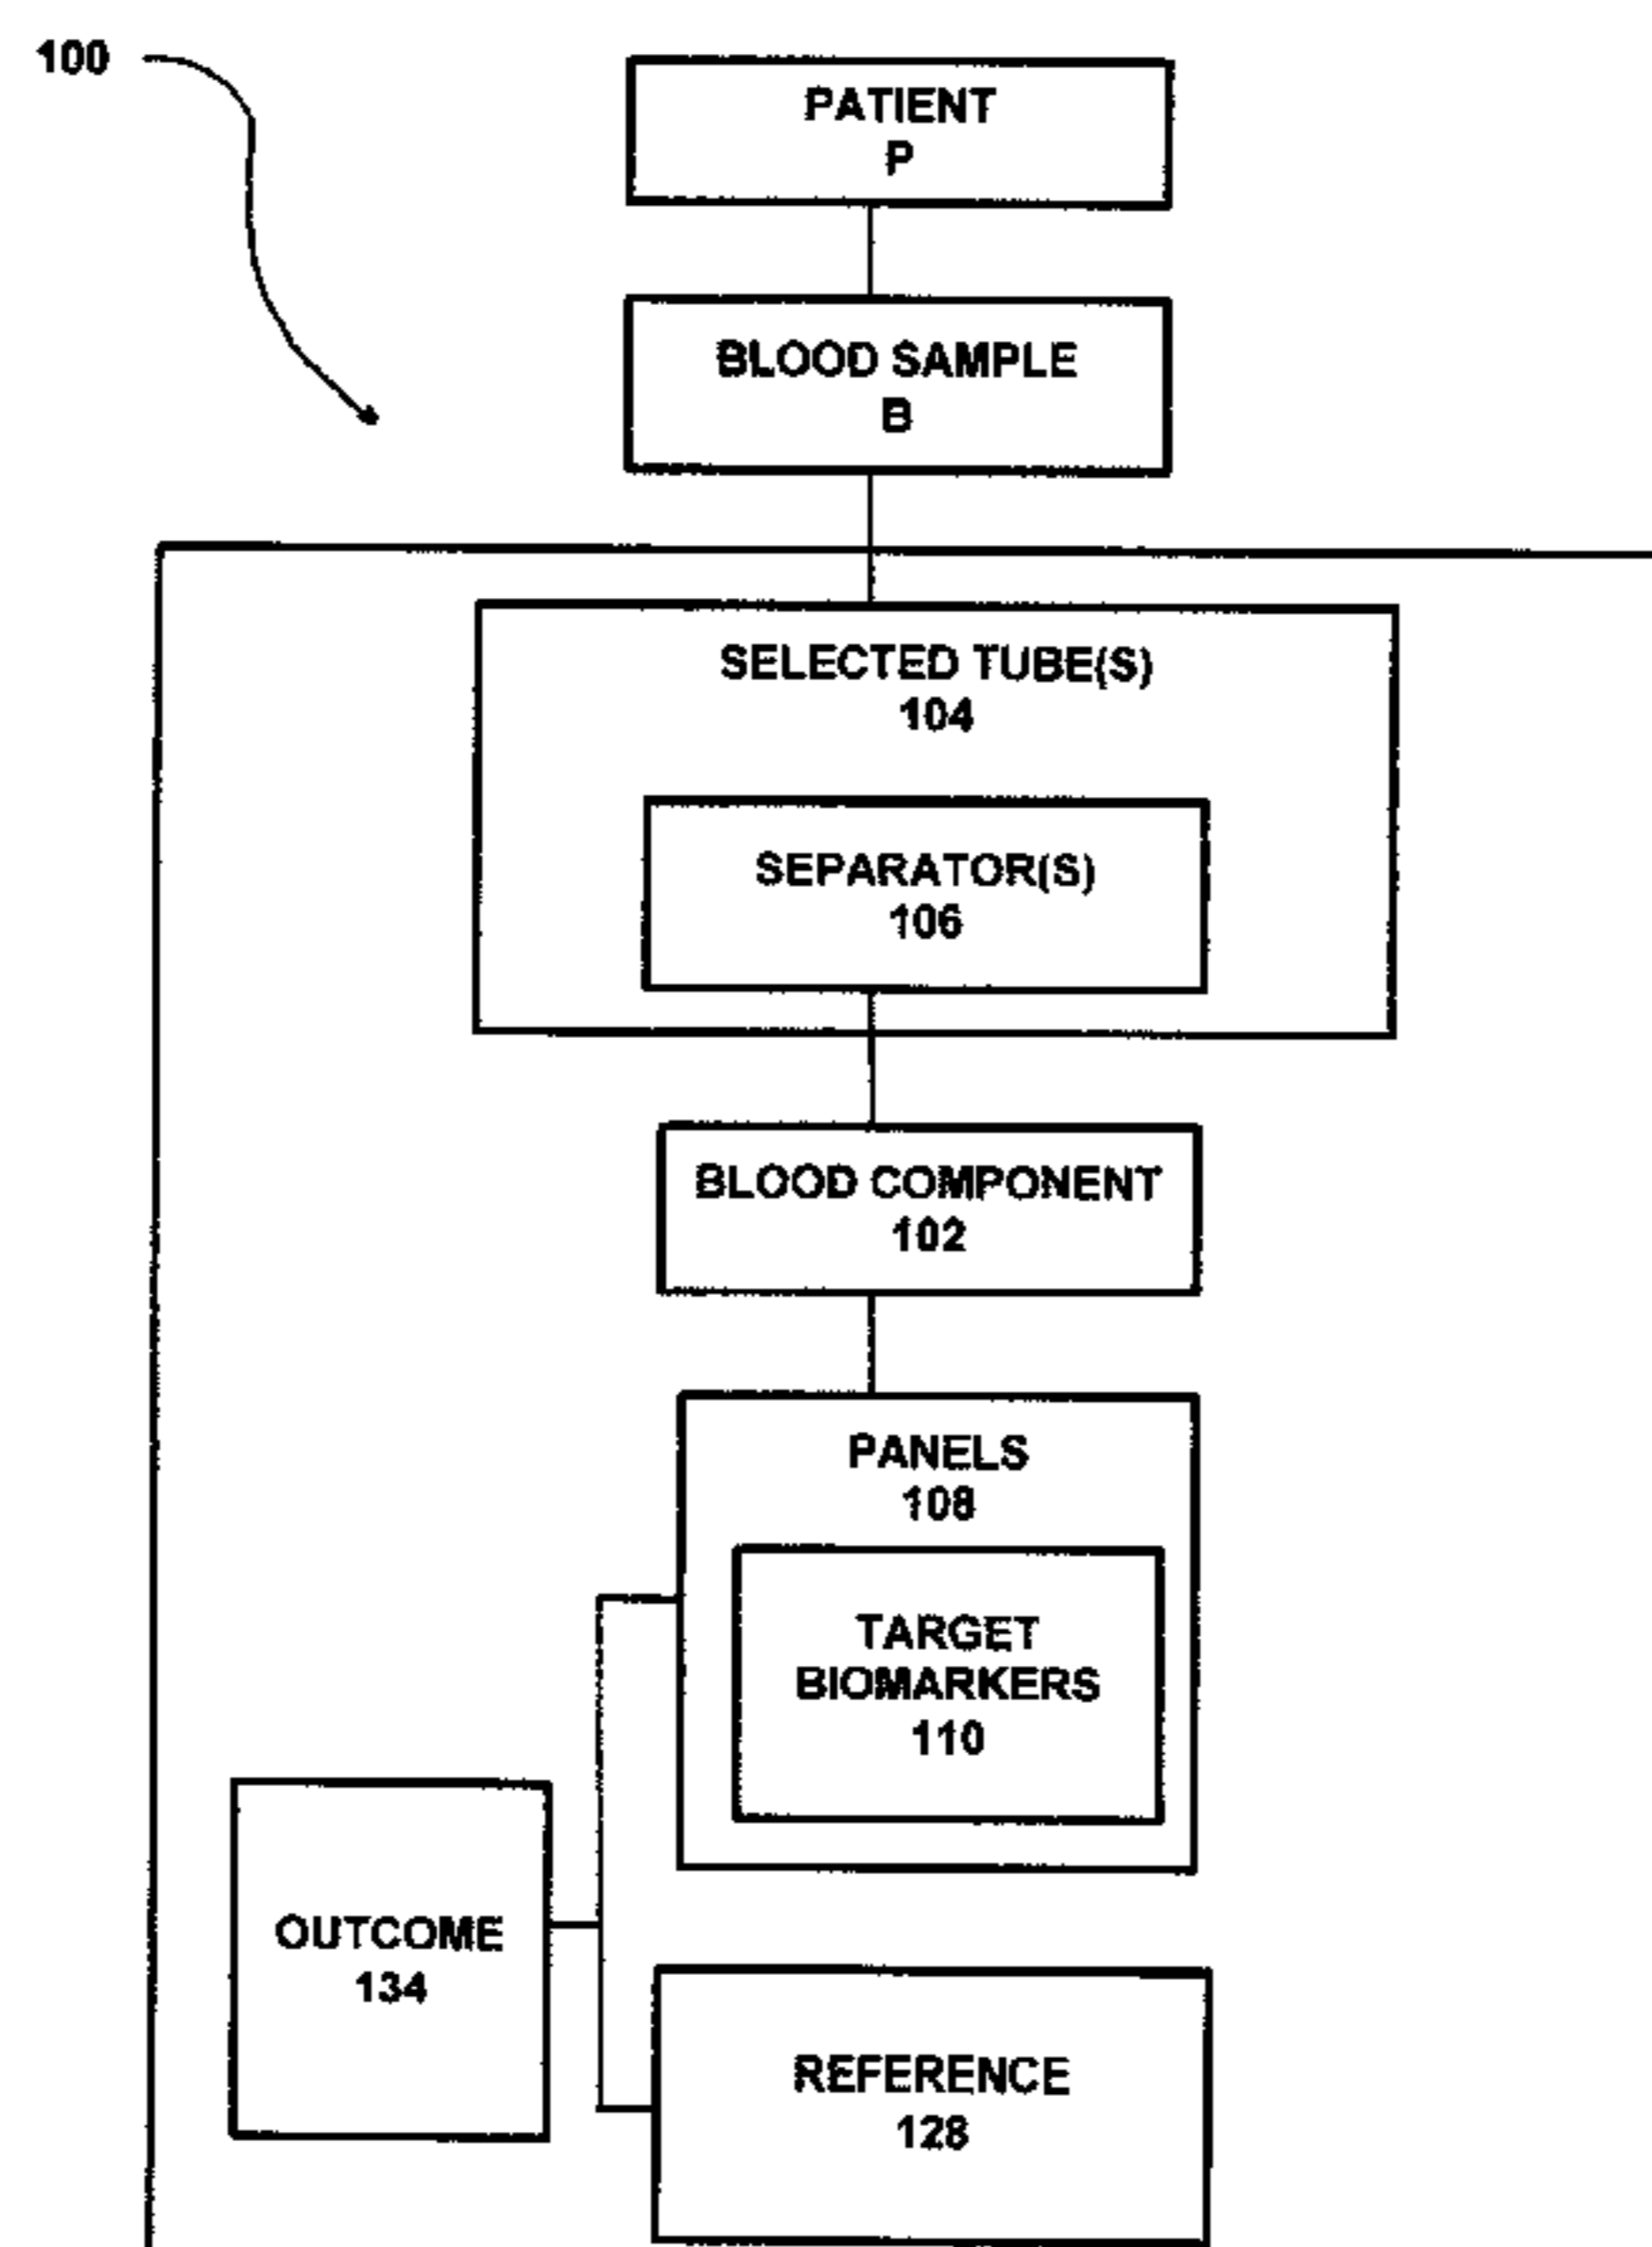 100
PATIENT
P
BLOOD SAMPLE
B
SELECTED TUBE(S)
104
SEPARATOR(S)
106
BLOOD COMPONENT
102
PANELS
108
TARGET
BIOMARKERS
110
OUTCOME
134
REFERENCE
128